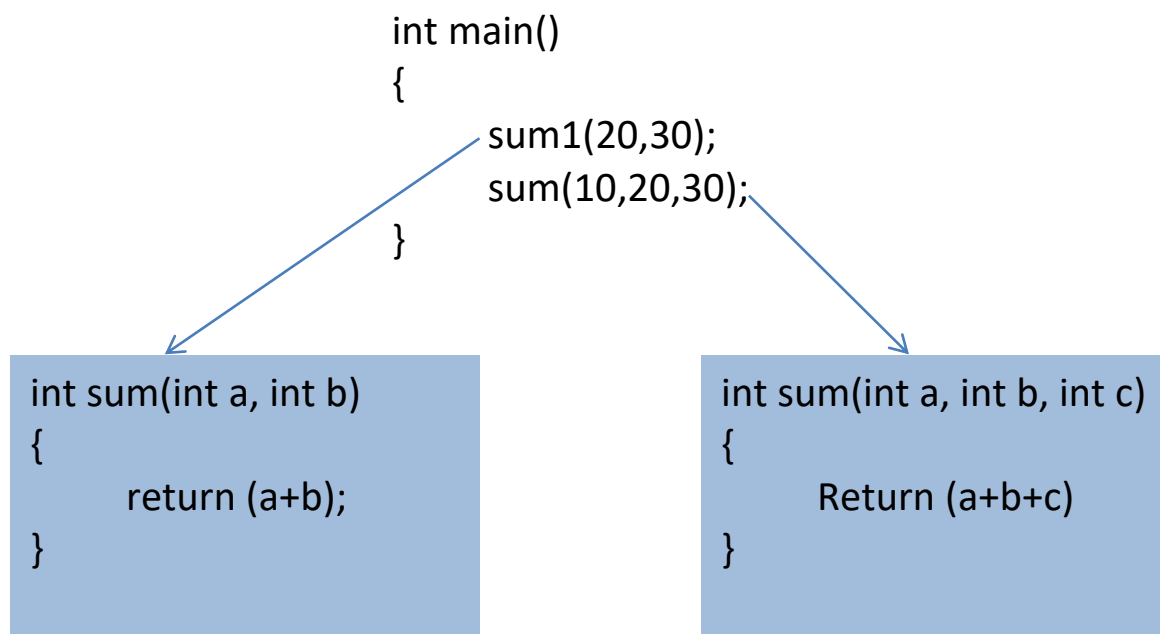 int main()
{
sum1(20,30);
sum(10,20,30);
}
int sum(int a, int b)
{
return (a+b);
}
int sum(int a, int b, int c)
{
Return (a+b+c)
}